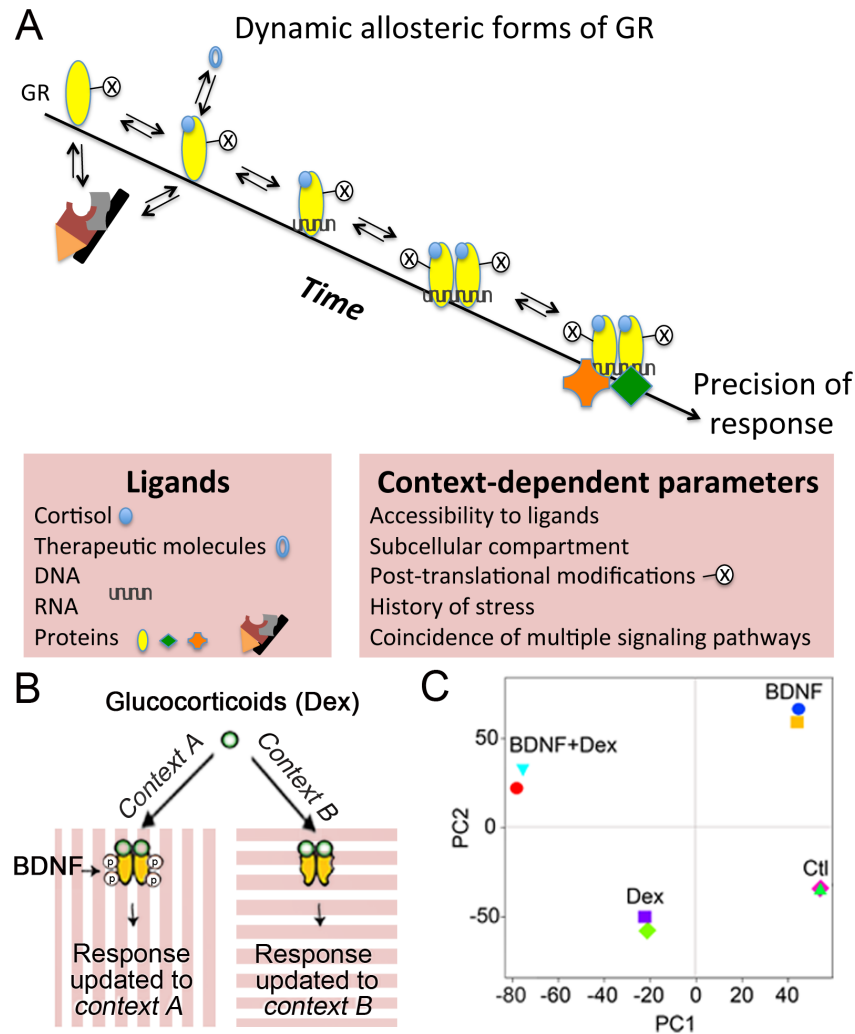 A
Dynamic allosteric forms of GR
GR
X
X
X
X
X
X
X
Time
Precision of
response
Ligands
Cortisol
Therapeutic molecules
DNA
RNA
Proteins
Context-dependent parameters
Accessibility to ligands
Subcellular compartment
Post-translational modifications X
History of stress
Coincidence of multiple signaling pathways
B
Glucocorticoids (Dex)
Context A
Context B
BDNF
p
p
p
p
Response
updated to
context A
Response
updated to
context B
C
BDNF
BDNF+Dex
Ctl
Dex
PC2
50
0
-50
-80
-60
-40
-20
0
20
40
PC1